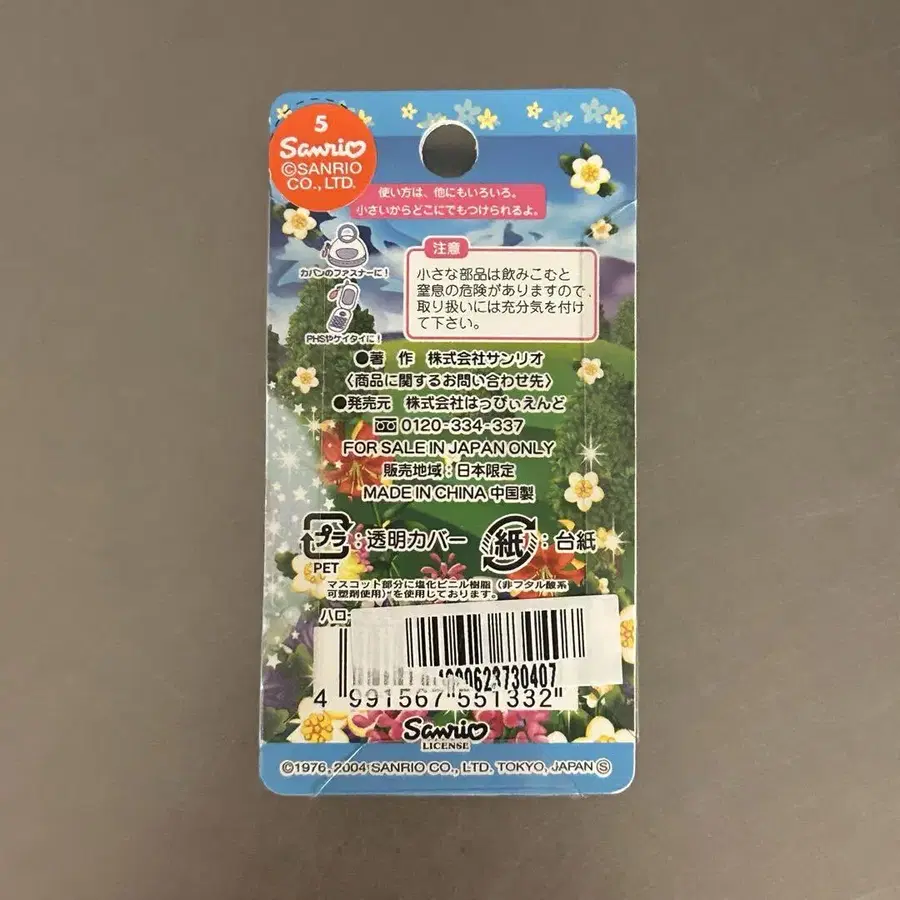 5
Sanrio
©SANRIO
CO., LTD.
使い方は、他にもいろいろ。
小さいからどこにでもつけられるよ。
カバンのファスナーに!
PHSやケイタイに!
注意
小さな部品は飲みこむと
窒息の危険がありますので、
取り扱いには充分気を付け
て下さい。
●著 作 株式会社サンリオ
〈商品に関するお問い合わせ先〉
●発売元 株式会社はっぴぃえんど
0120-334-337
FOR SALE IN JAPAN ONLY
販売地域:日本限定
MADE IN CHINA 中国製
プラ:透明カバー
PET
紙:台紙
マスコット部分に塩化ビニル樹脂(非フタル酸系
可塑剤使用)を使用しております。
ハロー
4 991567 551332
Sanrio
LICENSE
©1976, 2004 SANRIO CO., LTD. TOKYO, JAPAN Ⓢ